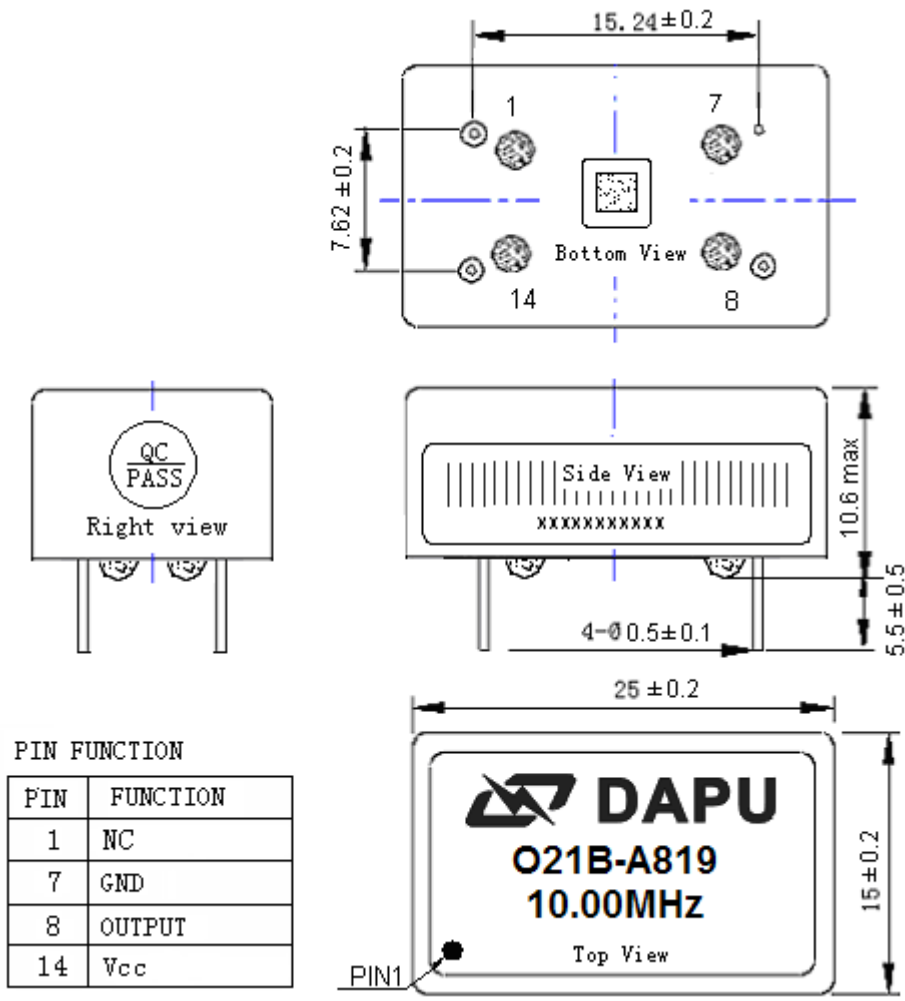 15.24±0.2
1
7
7.62±0.2
Bottom View
14
8
QC
PASS
Right view
Side View
xxxxxxxxxxx
10.6 max
4-Ø0.5±0.1
5.5±0.5
25±0.2
PIN FUNCTION
PIN FUNCTION
1 NC
7 GND
8 OUTPUT
14 Vcc
DAPU
O21B-A819
10.00MHz
Top View
PIN1
15±0.2